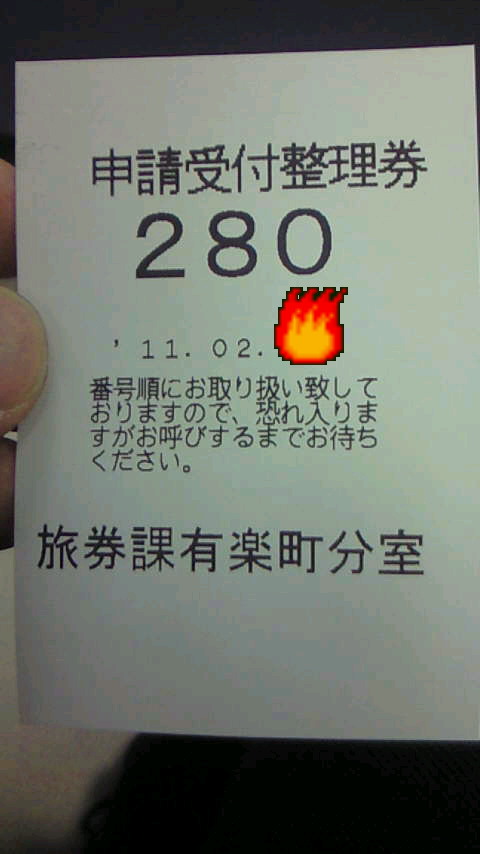 申請受付整理券
280
'11.02.
番号順にお取り扱い致して
おりますので、恐れ入りま
すがお呼びするまでお待ち
ください。
旅券課有楽町分室